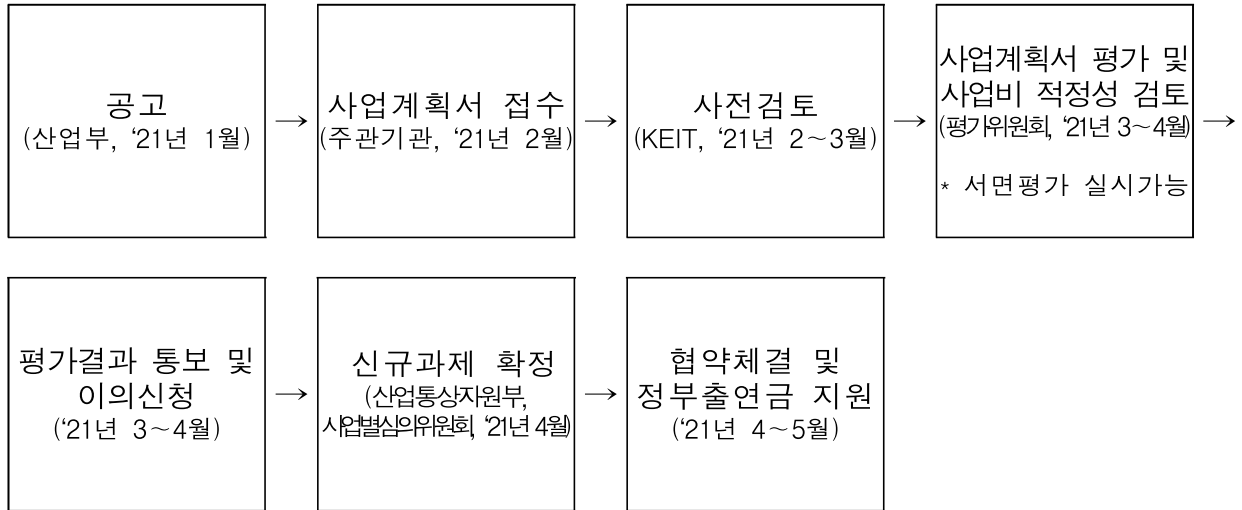 공고
(산업부, ‘21년 1월)
→
사업계획서 접수
(주관기관, ‘21년 2월)
→
사전검토
(KEIT, ‘21년 2～3월)
→
사업계획서 평가 및
사업비 적정성 검토
(평가위원회, ‘21년 3～4월)
* 서면평가 실시가능
→
평가결과 통보 및
이의신청
(‘21년 3～4월)
→
신규과제 확정
(산업통상자원부,
사업별심의위원회, ‘21년 4월)
→
협약체결 및
정부출연금 지원
(‘21년 4～5월)